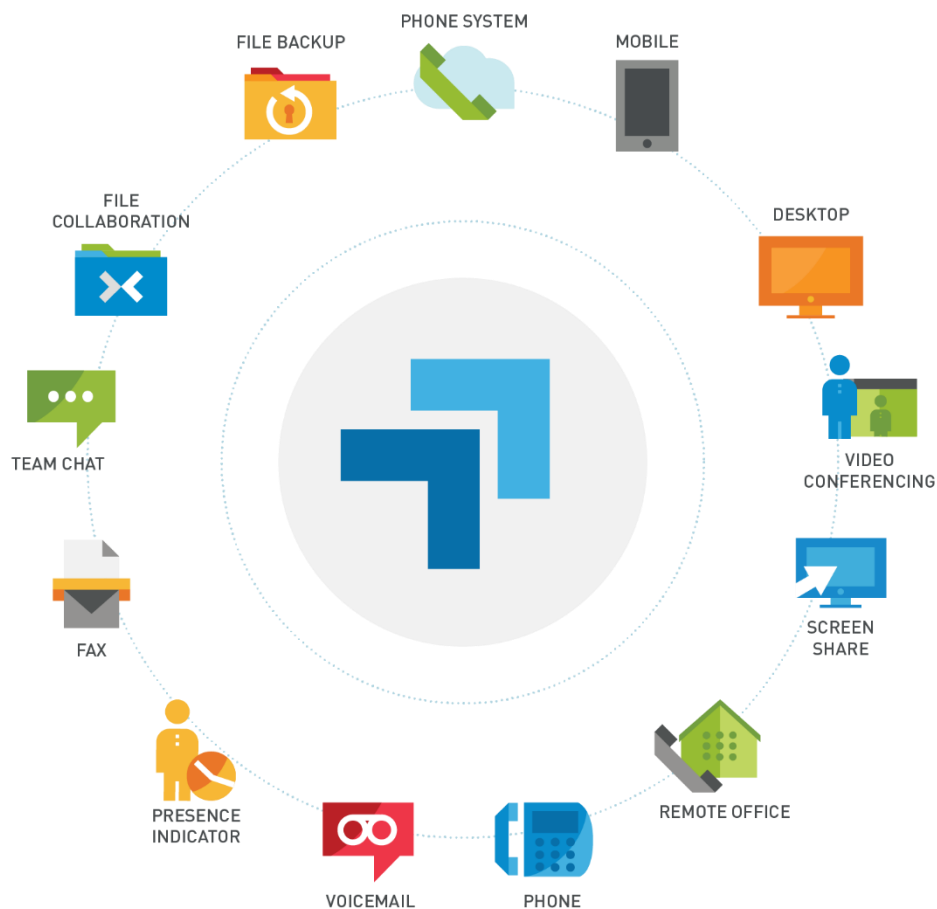 PHONE SYSTEM
FILE BACKUP
MOBILE
FILE
COLLABORATION
DESKTOP
TEAM CHAT
VIDEO
CONFERENCING
FAX
SCREEN
SHARE
PRESENCE
INDICATOR
REMOTE OFFICE
VOICEMAIL
PHONE